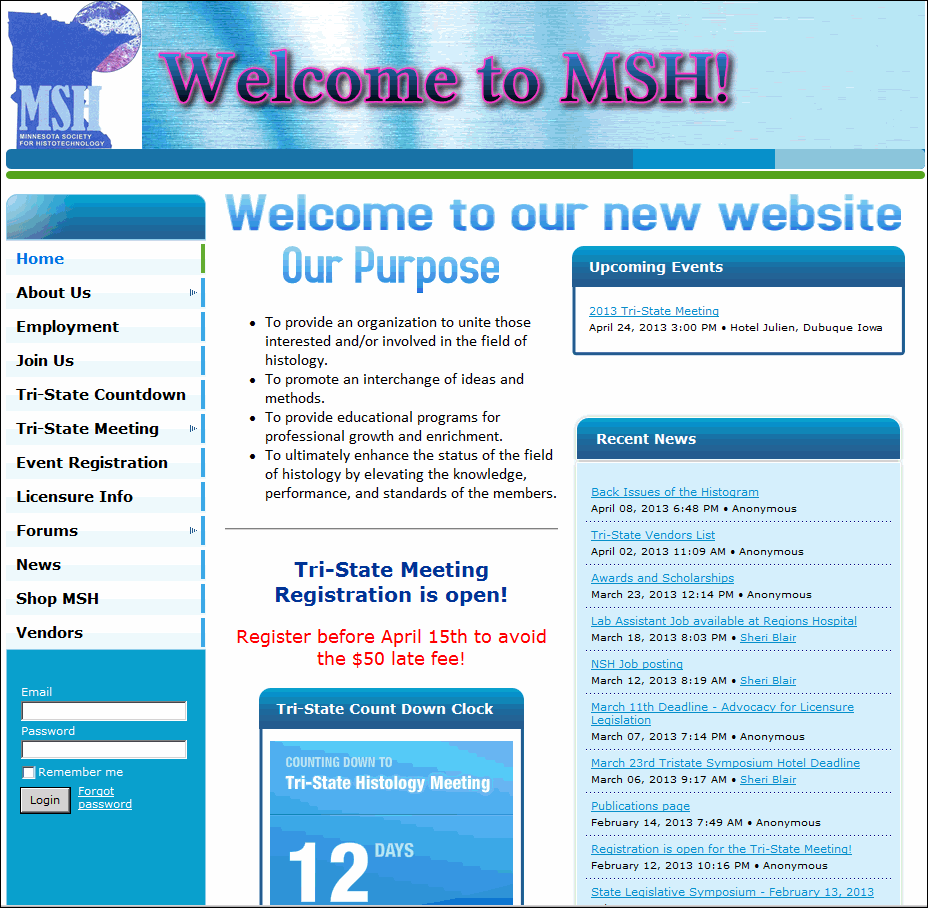 MSH
MINNESOTA SOCIETY
FOR HISTOTECHNOLOGY
Welcome to MSH!
Home
About Us
Employment
Join Us
Tri-State Countdown
Tri-State Meeting
Event Registration
Licensure Info
Forums
News
Shop MSH
Vendors
Email
Password
Remember me
Login
Forgot
password
Welcome to our new website
Our Purpose
• To provide an organization to unite those
interested and/or involved in the field of
histology.
• To promote an interchange of ideas and
methods.
• To provide educational programs for
professional growth and enrichment.
• To ultimately enhance the status of the field
of histology by elevating the knowledge,
performance, and standards of the members.
Tri-State Meeting
Registration is open!
Register before April 15th to avoid
the $50 late fee!
Tri-State Count Down Clock
COUNTING DOWN TO
Tri-State Histology Meeting
12 DAYS
Upcoming Events
2013 Tri-State Meeting
April 24, 2013 3:00 PM • Hotel Julien, Dubuque Iowa
Recent News
Back Issues of the Histogram
April 08, 2013 6:48 PM • Anonymous
Tri-State Vendors List
April 02, 2013 11:09 AM • Anonymous
Awards and Scholarships
March 23, 2013 12:14 PM • Anonymous
Lab Assistant Job available at Regions Hospital
March 18, 2013 8:03 PM • Sheri Blair
NSH Job posting
March 12, 2013 8:19 AM • Sheri Blair
March 11th Deadline - Advocacy for Licensure
Legislation
March 07, 2013 7:14 PM • Anonymous
March 23rd Tristate Symposium Hotel Deadline
March 06, 2013 9:17 AM • Sheri Blair
Publications page
February 14, 2013 7:49 AM • Anonymous
Registration is open for the Tri-State Meeting!
February 12, 2013 10:16 PM • Anonymous
State Legislative Symposium - February 13, 2013